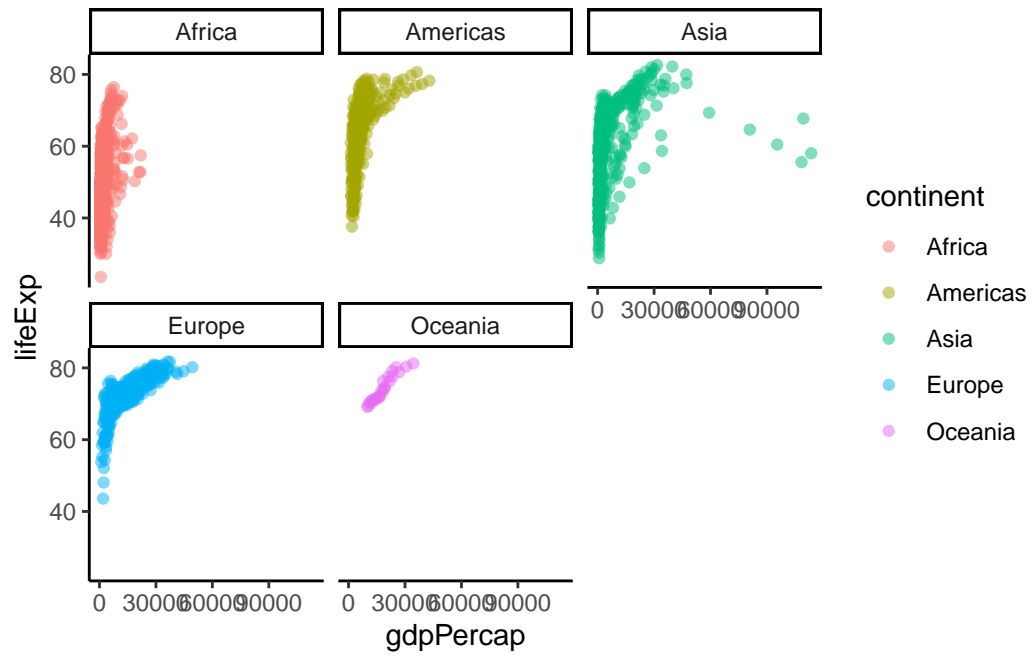 Africa
Americas
Asia
80
60
40
0 30000 60000 90000
lifeExp
continent
Africa
Americas
Asia
Europe
Oceania
Europe
Oceania
80
60
40
0 30000 60000 90000
0 30000 60000 90000
gdpPercap